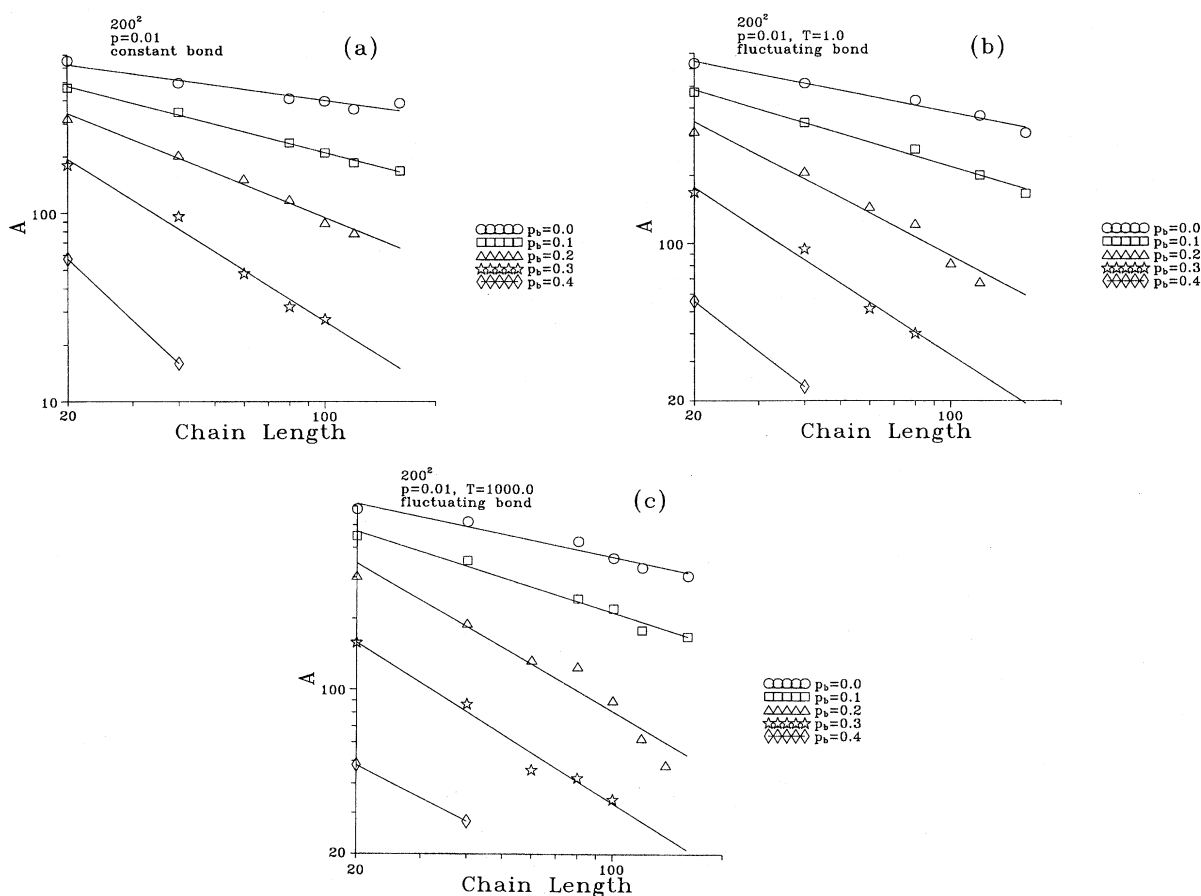 200²
p=0.01
constant bond
(a)
A
100
10
20
100
Chain Length
p_b=0.0
p_b=0.1
p_b=0.2
p_b=0.3
p_b=0.4
200²
p=0.01, T=1.0
fluctuating bond
(b)
A
100
20
20
100
Chain Length
p_b=0.0
p_b=0.1
p_b=0.2
p_b=0.3
p_b=0.4
200²
p=0.01, T=1000.0
fluctuating bond
(c)
A
100
20
20
100
Chain Length
p_b=0.0
p_b=0.1
p_b=0.2
p_b=0.3
p_b=0.4